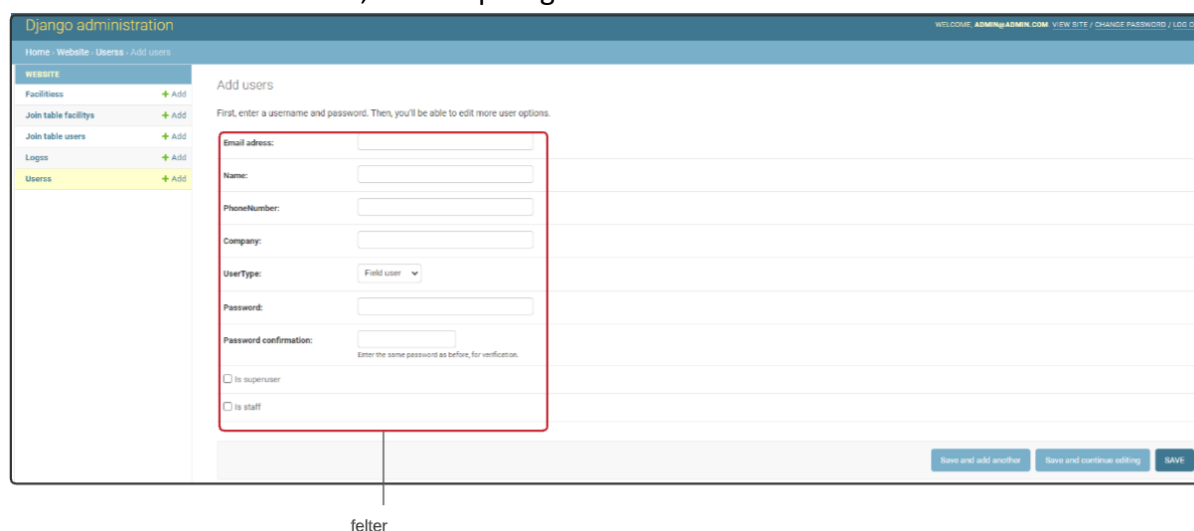 Django administration
WELCOME, ADMIN@ADMIN.COM. VIEW SITE / CHANGE PASSWORD / LOG O
Home › Website › Userss › Add users
WEBSITE
Facilitiess + Add
Join table facilitys + Add
Join table users + Add
Logss + Add
Userss + Add
Add users
First, enter a username and password. Then, you'll be able to edit more user options.
Email adress:
Name:
PhoneNumber:
Company:
UserType: Field user
Password:
Password confirmation:
Enter the same password as before, for verification.
Is superuser
Is staff
Save and add another Save and continue editing SAVE
felter